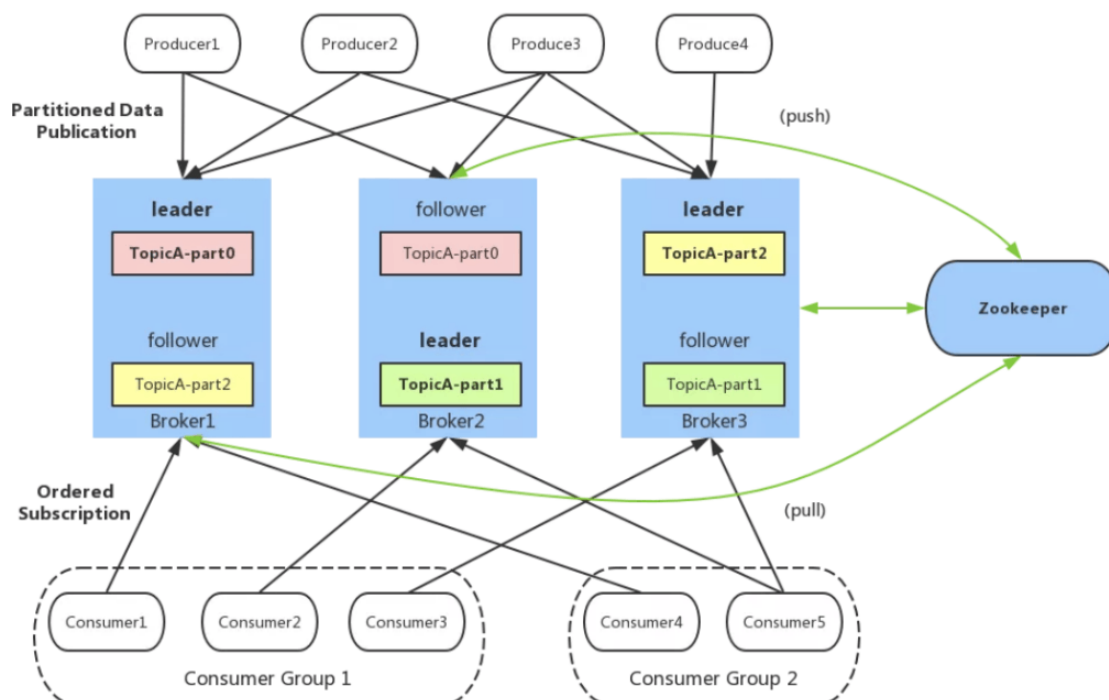 Producer1
Producer2
Produce3
Produce4
Partitioned Data
Publication
(push)
leader
follower
leader
TopicA-part0
TopicA-part0
TopicA-part2
Zookeeper
follower
leader
follower
TopicA-part2
TopicA-part1
TopicA-part1
Broker1
Broker2
Broker3
Ordered
Subscription
(pull)
Consumer1
Consumer2
Consumer3
Consumer4
Consumer5
Consumer Group 1
Consumer Group 2